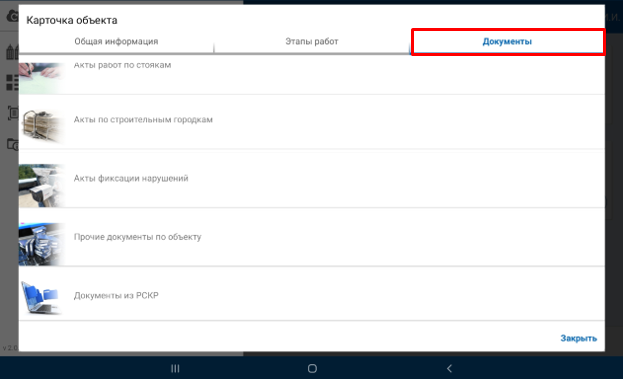 Карточка объекта
Общая информация
Этапы работ
Документы
Акты работ по стоякам
Акты по строительным городкам
Акты фиксации нарушений
Прочие документы по объекту
Документы из РСКР
Закрыть